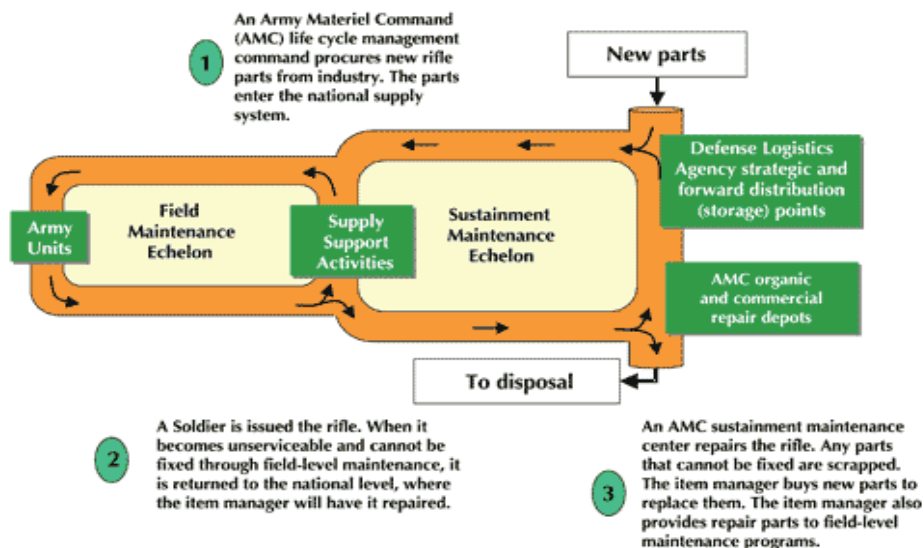 1
An Army Materiel Command
(AMC) life cycle management
command procures new rifle
parts from industry. The parts
enter the national supply
system.
New parts
Defense Logistics
Agency strategic and
forward distribution
(storage) points
Army
Units
Field
Maintenance
Echelon
Supply
Support
Activities
Sustainment
Maintenance
Echelon
AMC organic
and commercial
repair depots
To disposal
2
A Soldier is issued the rifle. When it
becomes unserviceable and cannot be
fixed through field-level maintenance, it
is returned to the national level, where
the item manager will have it repaired.
3
An AMC sustainment maintenance
center repairs the rifle. Any parts
that cannot be fixed are scrapped.
The item manager buys new parts to
replace them. The item manager also
provides repair parts to field-level
maintenance programs.